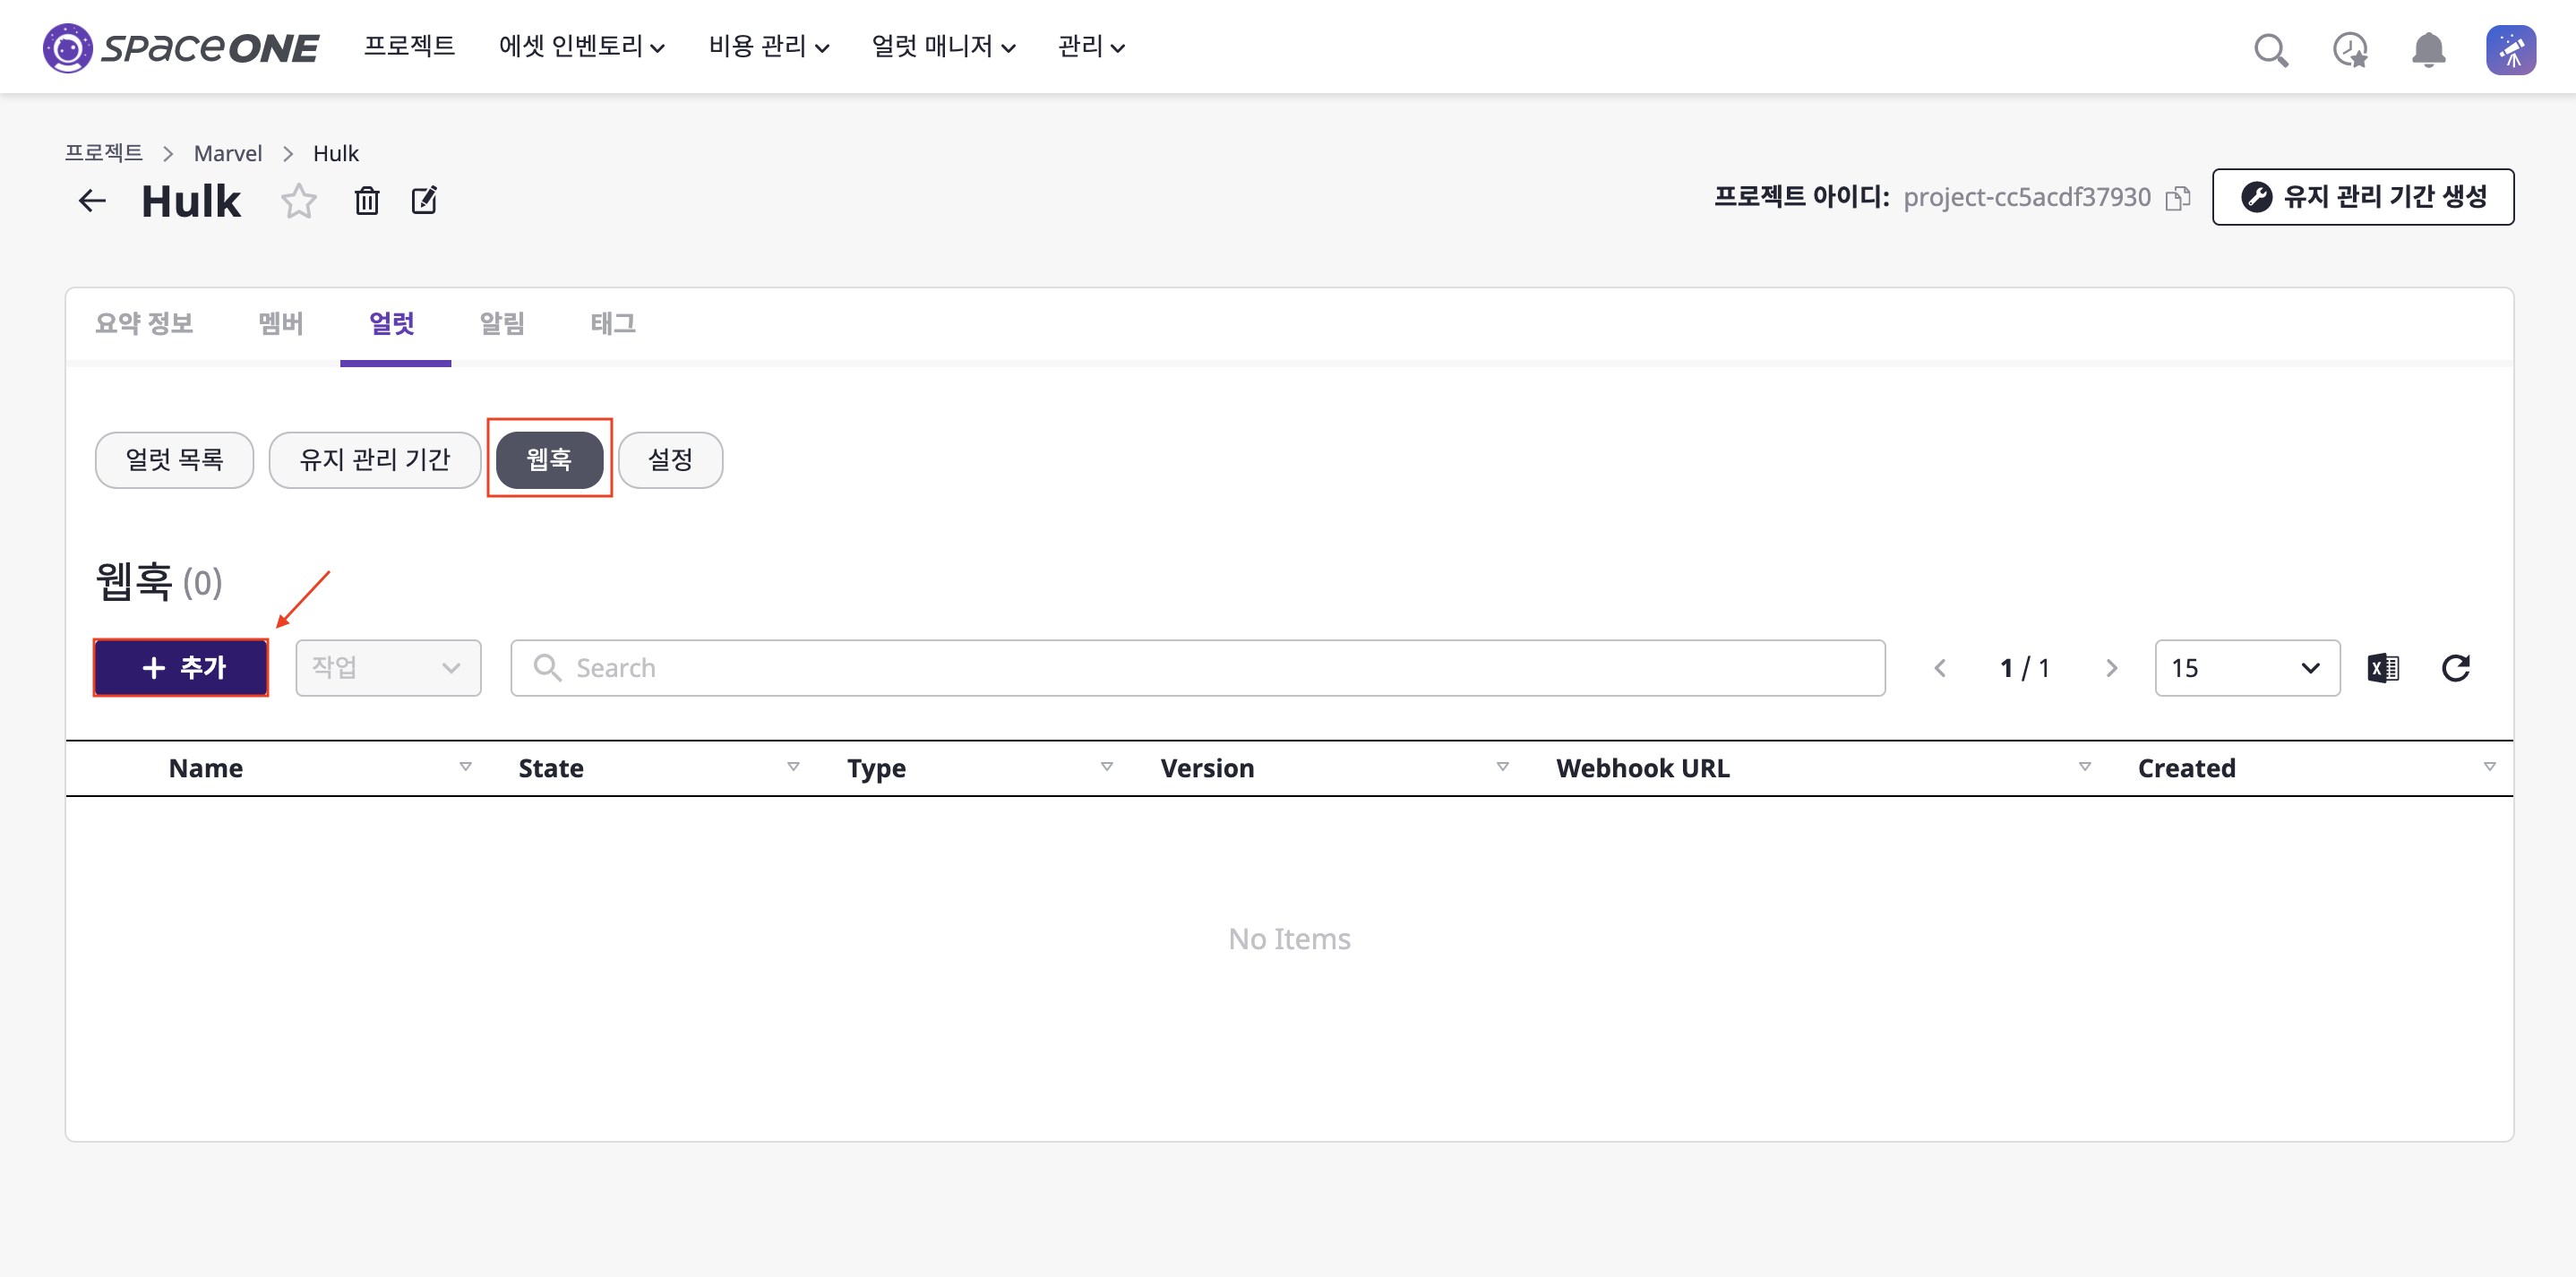 spaceONE 프로젝트 에셋 인벤토리 비용 관리 얼럿 매니저 관리
프로젝트 > Marvel > Hulk
Hulk 프로젝트 아이디: project-cc5acdf37930 유지 관리 기간 생성
요약 정보 멤버 얼럿 알림 태그
얼럿 목록 유지 관리 기간 웹훅 설정
웹훅 (0)
+ 추가 작업 Search 1 / 1 15
Name State Type Version Webhook URL Created
No Items